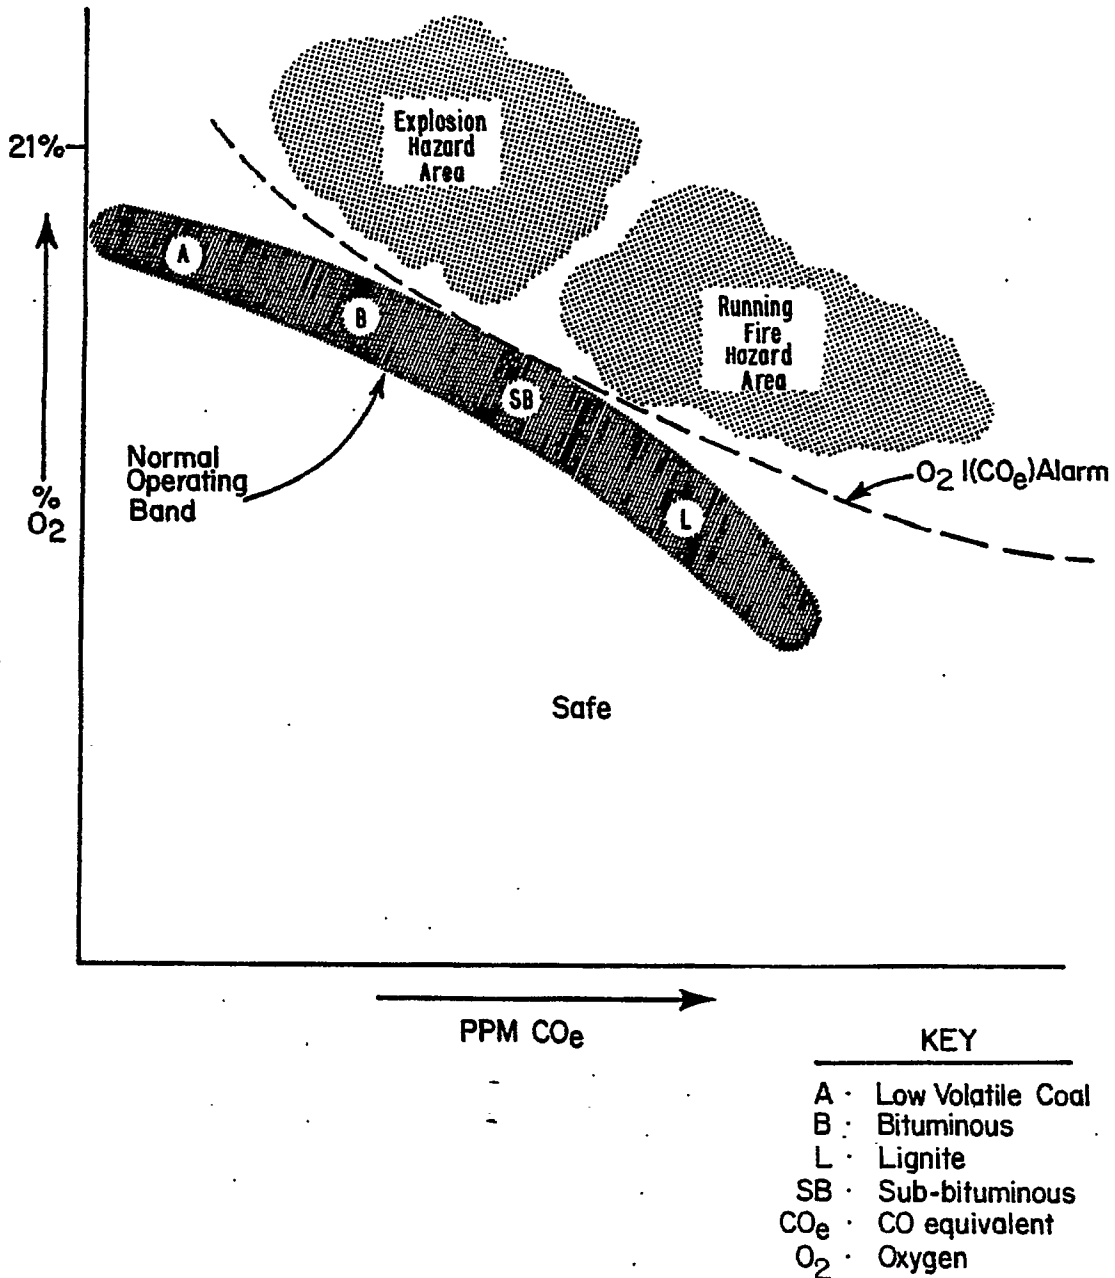 Explosion
Hazard
Area
21%
A
B
Running
Fire
Hazard
Area
SB
Normal
Operating
Band
%
O2
O2 I(COe)Alarm
L
Safe
PPM COe
KEY
A · Low Volatile Coal
B · Bituminous
L · Lignite
SB · Sub-bituminous
COe · CO equivalent
O2 · Oxygen